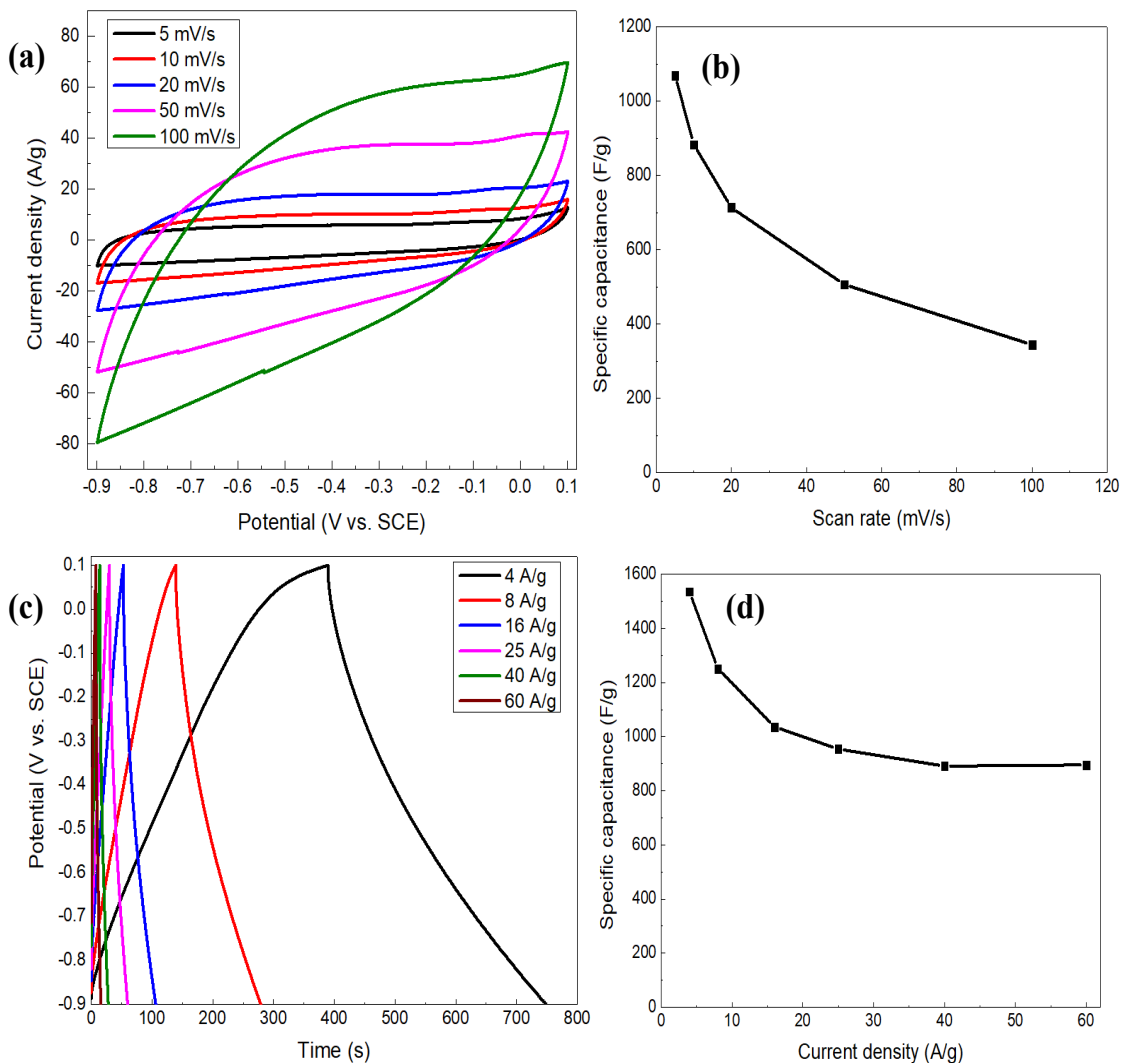 (a)
5 mV/s
10 mV/s
20 mV/s
50 mV/s
100 mV/s
80
60
40
20
0
-20
-40
-60
-80
Current density (A/g)
-0.9 -0.8 -0.7 -0.6 -0.5 -0.4 -0.3 -0.2 -0.1 0.0 0.1
Potential (V vs. SCE)
(b)
1200
1000
800
600
400
200
0
Specific capacitance (F/g)
0 20 40 60 80 100 120
Scan rate (mV/s)
(c)
4 A/g
8 A/g
16 A/g
25 A/g
40 A/g
60 A/g
0.1
0.0
-0.1
-0.2
-0.3
-0.4
-0.5
-0.6
-0.7
-0.8
-0.9
Potential (V vs. SCE)
0 100 200 300 400 500 600 700 800
Time (s)
(d)
1600
1400
1200
1000
800
600
400
200
0
Specific capacitance (F/g)
0 10 20 30 40 50 60
Current density (A/g)